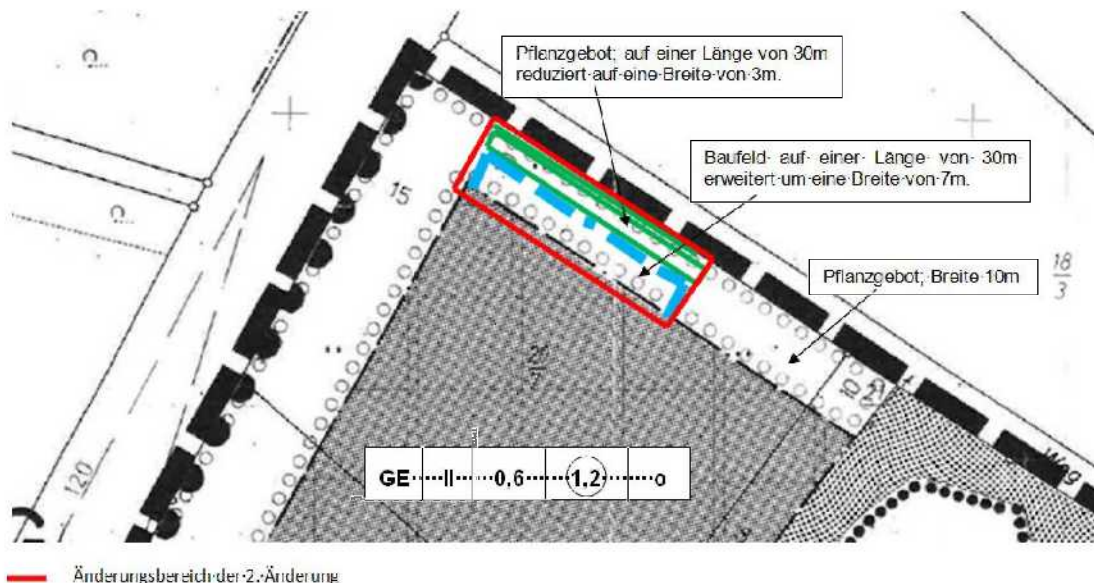 Pflanzgebot; auf einer Länge von 30m
reduziert auf eine Breite von 3m.
Baufeld auf einer Länge von 30m
erweitert um eine Breite von 7m.
15
Pflanzgebot; Breite 10m
18
3
10
120
Weg
GE II 0,6 1,2 o
Änderungsbereich der 2. Änderung